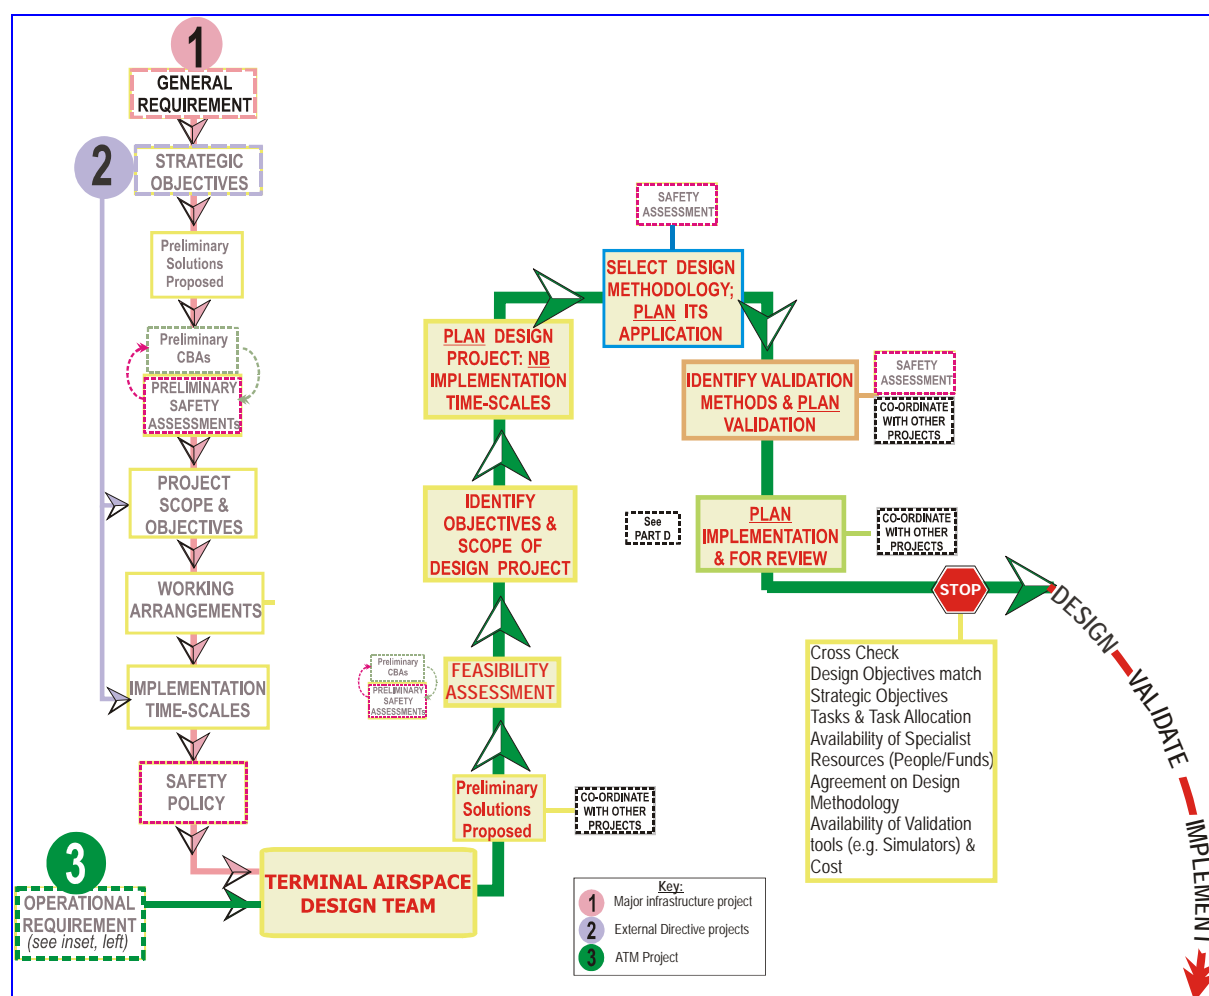 1
GENERAL
REQUIREMENT
2
STRATEGIC
OBJECTIVES
Preliminary
Solutions
Proposed
Preliminary
CBAs
PRELIMINARY
SAFETY
ASSESSMENTs
PROJECT
SCOPE &
OBJECTIVES
WORKING
ARRANGEMENTS
IMPLEMENTATION
TIME-SCALES
SAFETY
POLICY
3
OPERATIONAL
REQUIREMENT
(see inset, left)
TERMINAL AIRSPACE
DESIGN TEAM
Preliminary
Solutions
Proposed
CO-ORDINATE
WITH OTHER
PROJECTS
FEASIBILITY
ASSESSMENT
Preliminary
CBAs
PRELIMINARY
SAFETY
ASSESSMENTs
IDENTIFY
OBJECTIVES &
SCOPE OF
DESIGN PROJECT
PLAN DESIGN
PROJECT: NB
IMPLEMENTATION
TIME-SCALES
SAFETY
ASSESSMENT
SELECT DESIGN
METHODOLOGY;
PLAN ITS
APPLICATION
IDENTIFY VALIDATION
METHODS & PLAN
VALIDATION
SAFETY
ASSESSMENT
CO-ORDINATE
WITH OTHER
PROJECTS
See
PART D
PLAN
IMPLEMENTATION
& FOR REVIEW
CO-ORDINATE
WITH OTHER
PROJECTS
STOP
Cross Check
Design Objectives match
Strategic Objectives
Tasks & Task Allocation
Availability of Specialist
Resources (People/Funds)
Agreement on Design
Methodology
Availability of Validation
tools (e.g. Simulators) &
Cost
DESIGN
VALIDATE
IMPLEMENT
Key:
1 Major infrastructure project
2 External Directive projects
3 ATM Project